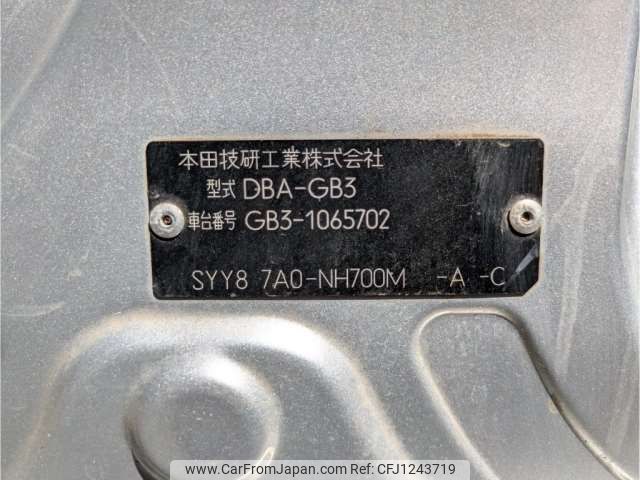 本田技研工業株式会社
型式 DBA-GB3
車台番号 GB3-1065702
SYY8 7A0-NH700M -A -C
www.CarFromJapan.com - Ref No. CFJ1243719